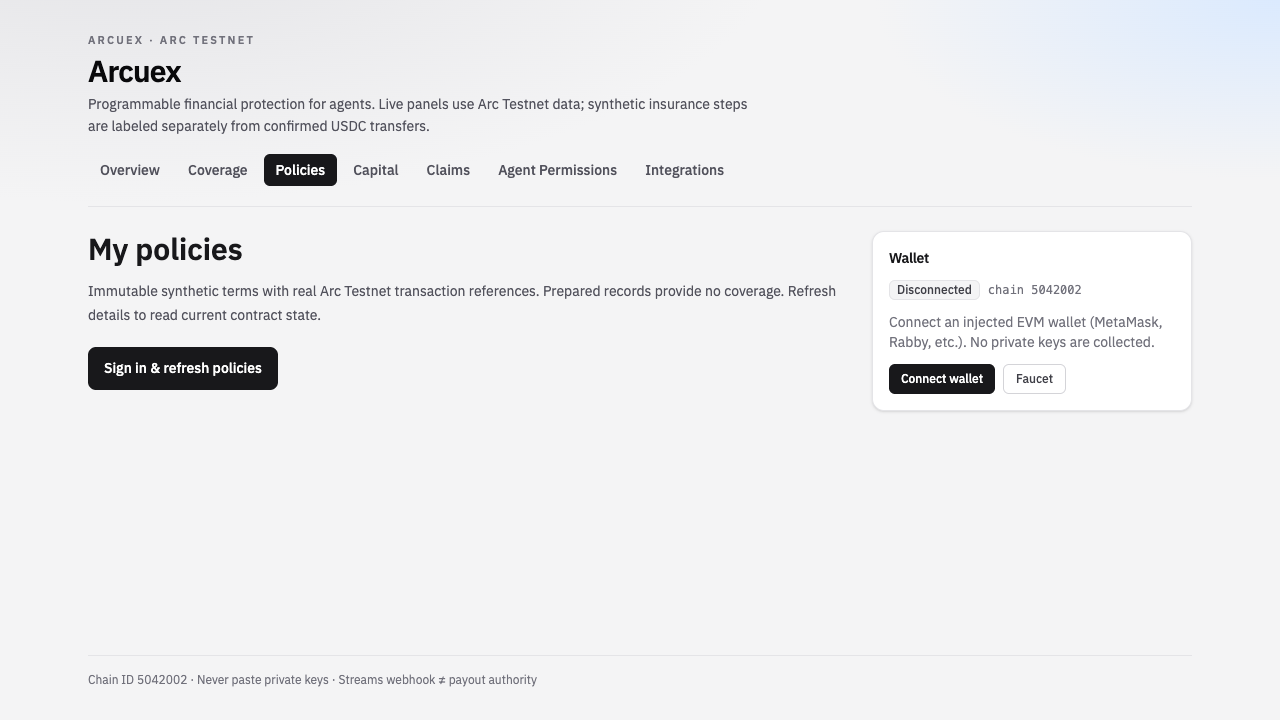 ARCUEX · ARC TESTNET
Arcuex
Programmable financial protection for agents. Live panels use Arc Testnet data; synthetic insurance steps
are labeled separately from confirmed USDC transfers.
Overview Coverage Policies Capital Claims Agent Permissions Integrations
My policies
Immutable synthetic terms with real Arc Testnet transaction references. Prepared records provide no coverage. Refresh
details to read current contract state.
Sign in & refresh policies
Wallet
Disconnected chain 5042002
Connect an injected EVM wallet (MetaMask,
Rabby, etc.). No private keys are collected.
Connect wallet Faucet
Chain ID 5042002 · Never paste private keys · Streams webhook ≠ payout authority